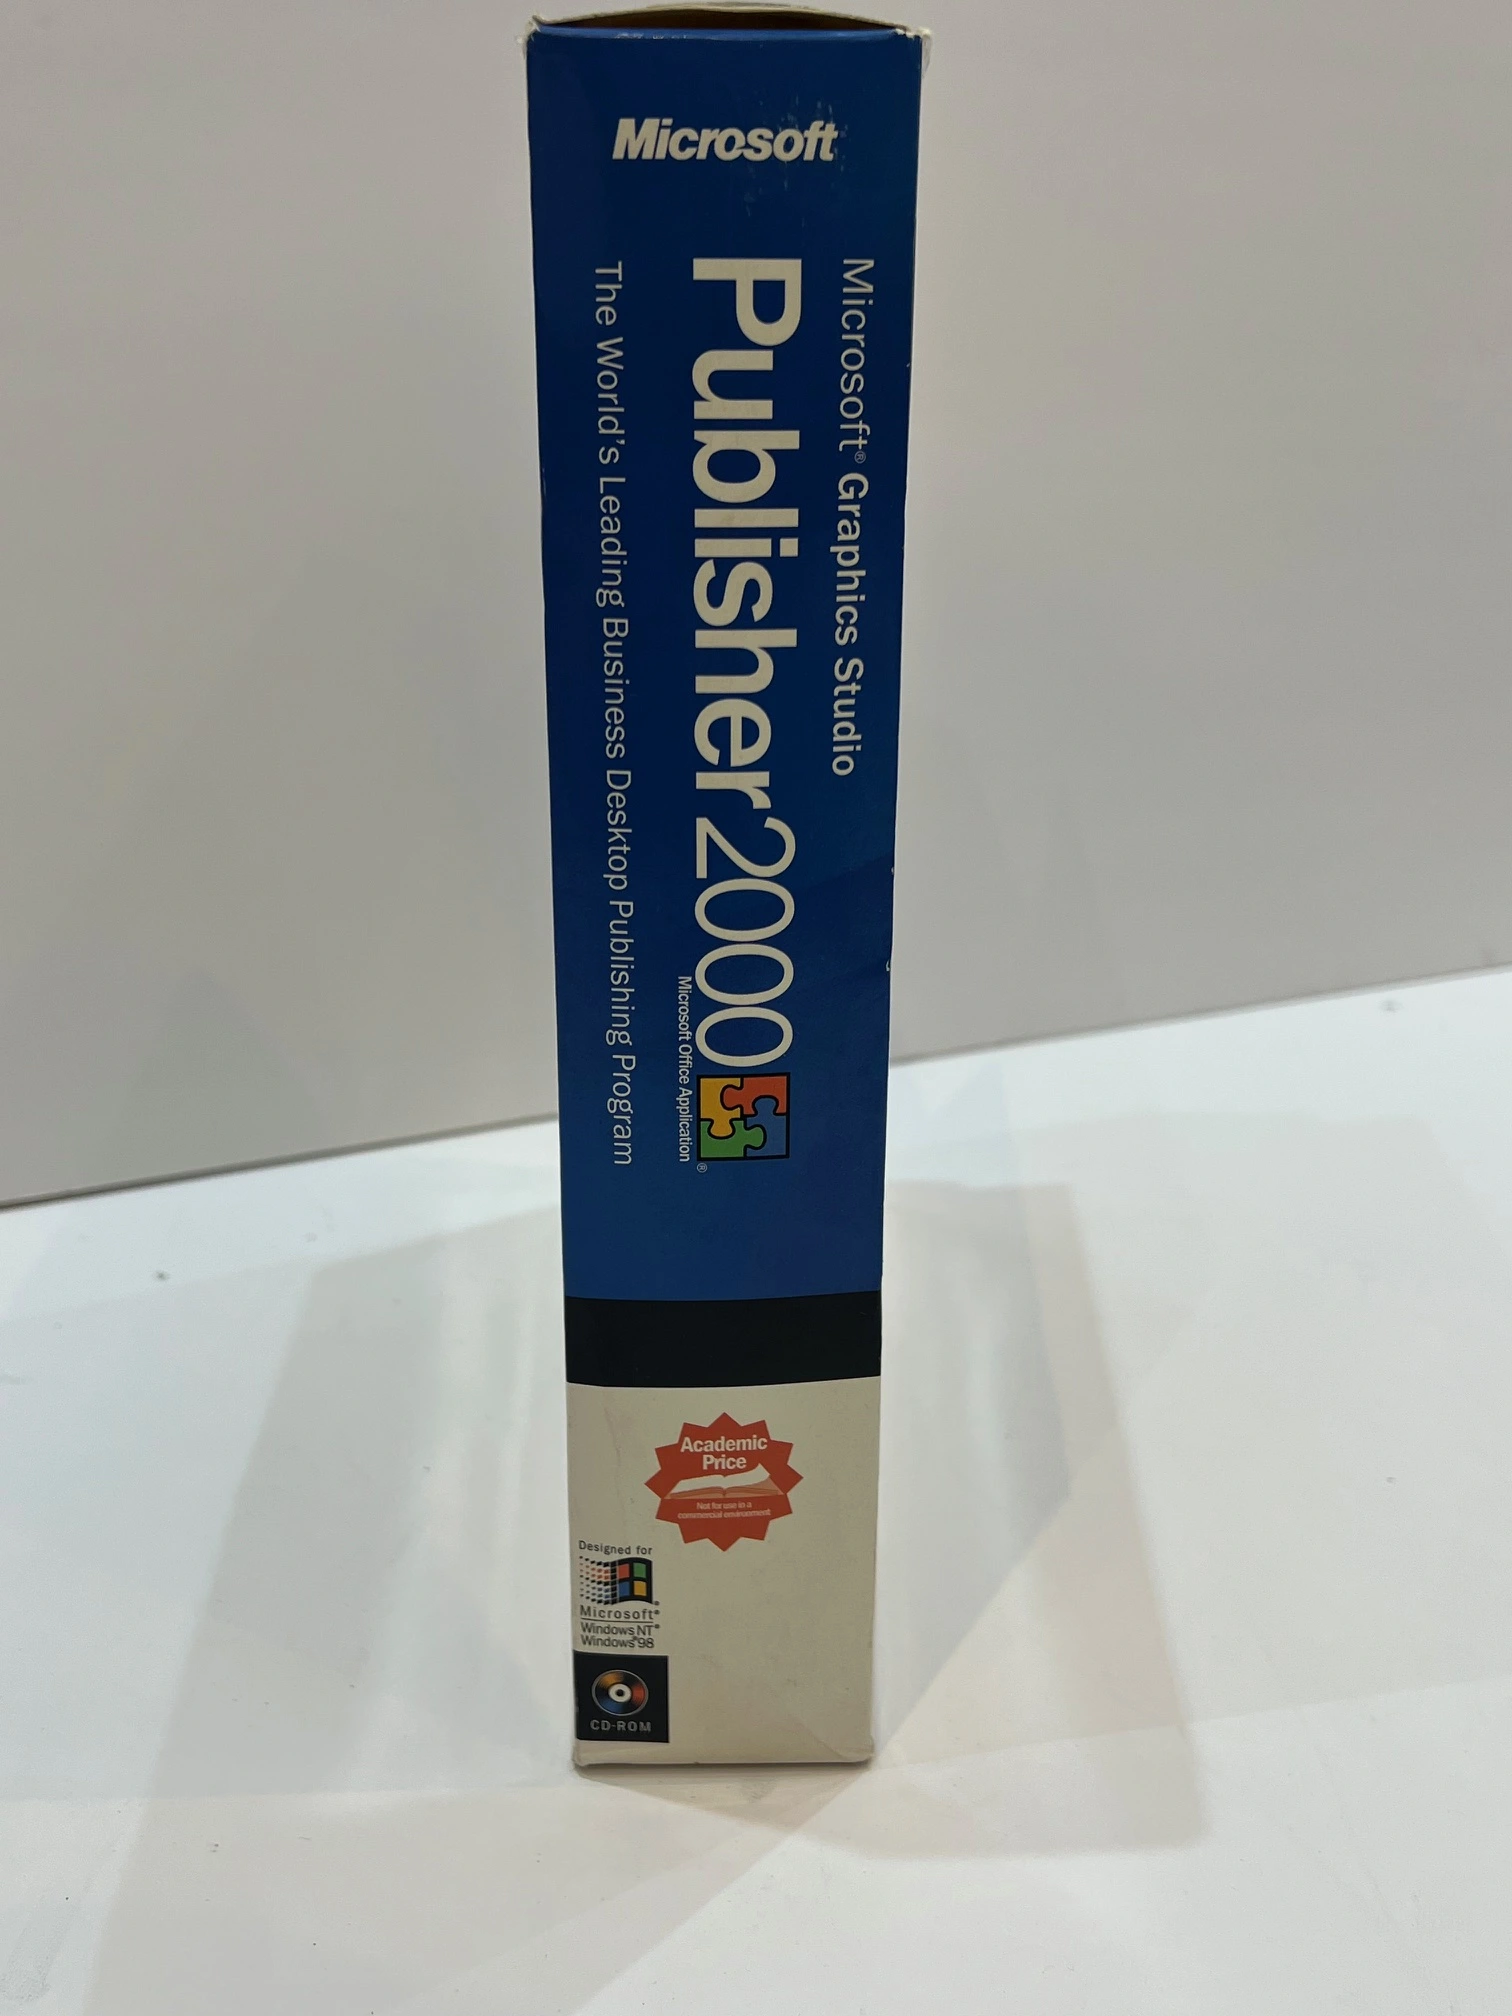 Microsoft
Microsoft® Graphics Studio
Publisher 2000
Microsoft Office Application
®
The World's Leading Business Desktop Publishing Program
Academic
Price
Not for use in a
commercial environment
Designed for
Microsoft®
Windows NT®
Windows®98
CD-ROM